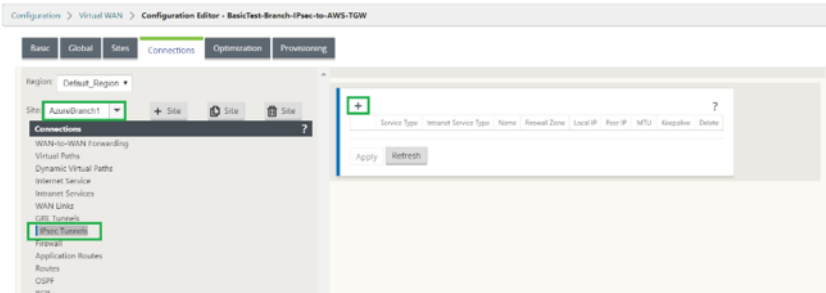 Configuration > Virtual WAN > Configuration Editor - BasicTest-Branch-IPsec-to-AWS-TGW
Basic Global Sites Connections Optimization Provisioning
Region: Default_Region
Site: AzureBranch1 + Site Site Site
Connections ?
WAN-to-WAN Forwarding
Virtual Paths
Dynamic Virtual Paths
Internet Service
Intranet Services
WAN Links
GRE Tunnels
IPsec Tunnels
Firewall
Application Routes
Routes
OSPF
BGP
+ ?
Service Type Intranet Service Type Name Firewall Zone Local IP Peer IP MTU Keepalive Delete
Apply Refresh